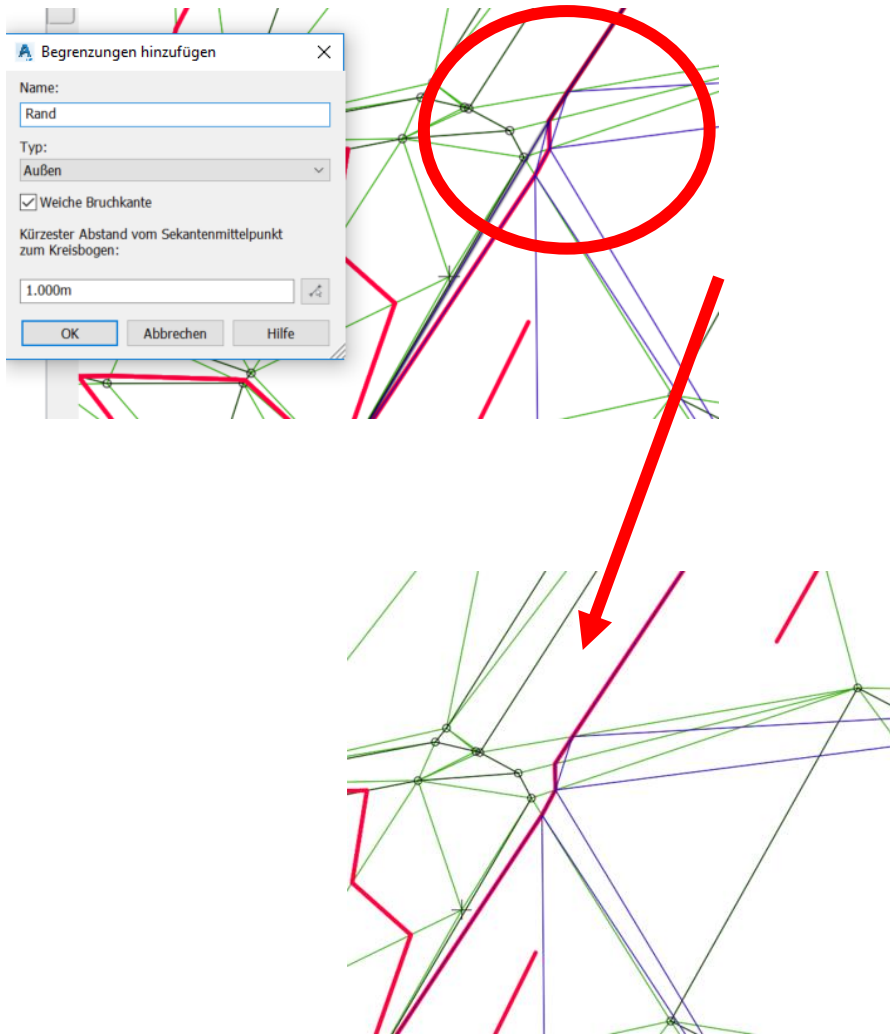 Begrenzungen hinzufügen
Name:
Rand
Typ:
Außen
Weiche Bruchkante
Kürzester Abstand vom Sekantenmittelpunkt
zum Kreisbogen:
1.000m
OK Abbrechen Hilfe